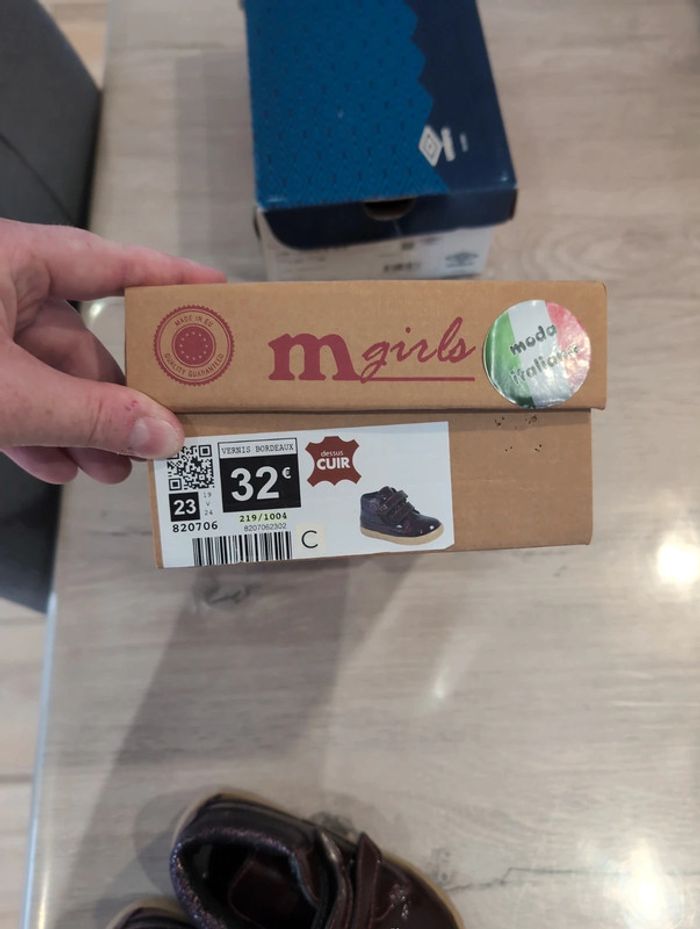 MADE IN EU
QUALITY GUARANTEED
m girls
moda
italiana
VERNIS BORDEAUX
32€
dessus
CUIR
23
19
V
24
219/1004
820706
8207062302
C